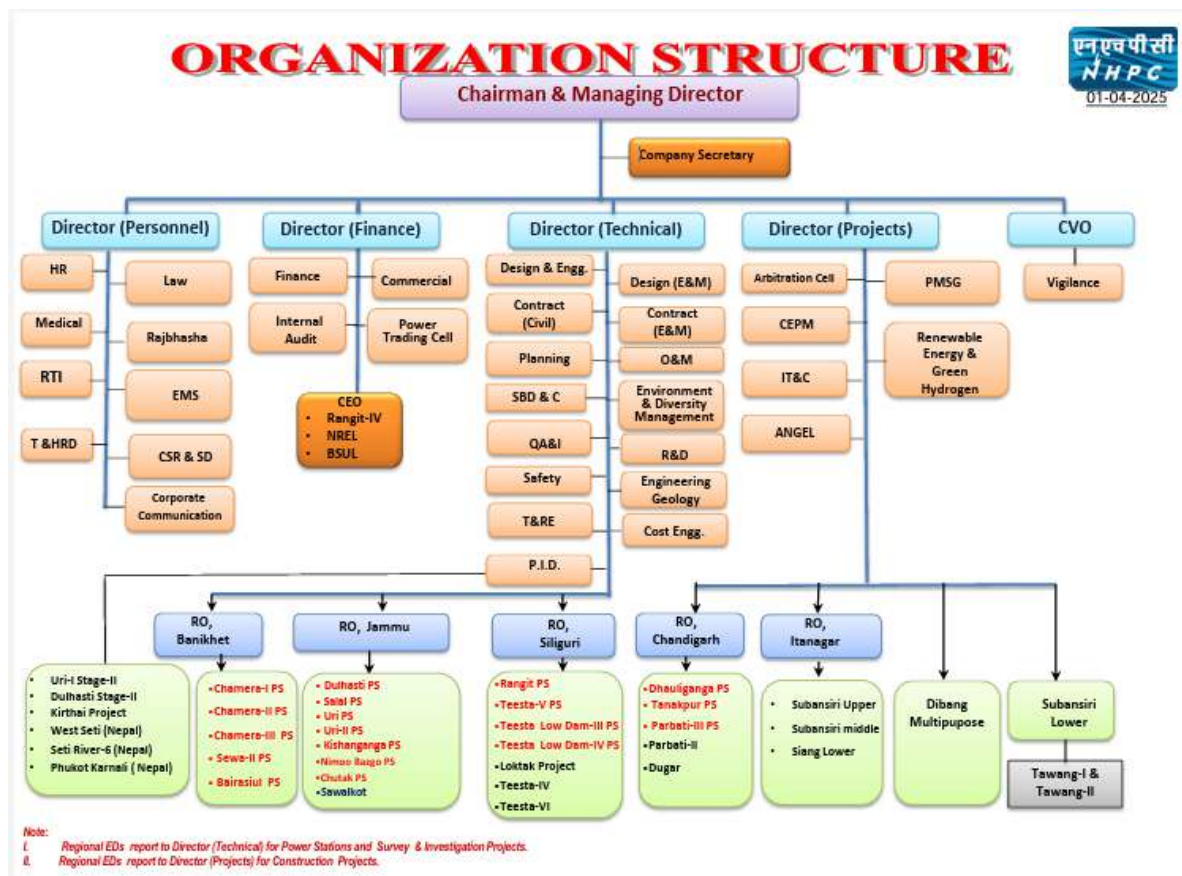 ORGANIZATION STRUCTURE
एनएचपीसी
NHPC
01-04-2025
Chairman & Managing Director
Company Secretary
Director (Personnel)
HR
Law
Medical
Rajbhasha
RTI
EMS
T &HRD
CSR & SD
Corporate
Communication
Director (Finance)
Finance
Commercial
Internal
Audit
Power
Trading Cell
CEO
• Rangit-IV
• NREL
• BSUL
Director (Technical)
Design & Engg.
Design (E&M)
Contract
(Civil)
Contract
(E&M)
Planning
O&M
SBD & C
Environment
& Diversity
Management
QA&I
R&D
Safety
Engineering
Geology
T&RE
Cost Engg.
P.I.D.
Director (Projects)
Arbitration Cell
PMSG
CEPM
Renewable
Energy &
Green
Hydrogen
IT&C
ANGEL
CVO
Vigilance
• Uri-I Stage-II
• Dulhasti Stage-II
• Kirthai Project
• West Seti (Nepal)
• Seti River-6 (Nepal)
• Phukot Karnali ( Nepal)
RO,
Banikhet
•Chamera-I PS
•Chamera-II PS
•Chamera-III PS
•Sewa-II PS
•Bairasiul PS
RO, Jammu
• Dulhasti PS
• Salal PS
• Uri PS
• Uri-II PS
•Kishanganga PS
•Nimoo Bazgo PS
•Chutak PS
•Sawalkot
RO,
Siliguri
•Rangit PS
•Teesta-V PS
•Teesta Low Dam-III PS
•Teesta Low Dam-IV PS
•Loktak Project
•Teesta-IV
•Teesta-VI
RO,
Chandigarh
•Dhauliganga PS
•Tanakpur PS
•Parbati-III PS
•Parbati-II
•Dugar
RO,
Itanagar
• Subansiri Upper
• Subansiri middle
• Siang Lower
Dibang
Multipupose
Subansiri
Lower
Tawang-I &
Tawang-II
Note:
I. Regional EDs report to Director (Technical) for Power Stations and Survey & Investigation Projects.
II. Regional EDs report to Director (Projects) for Construction Projects.